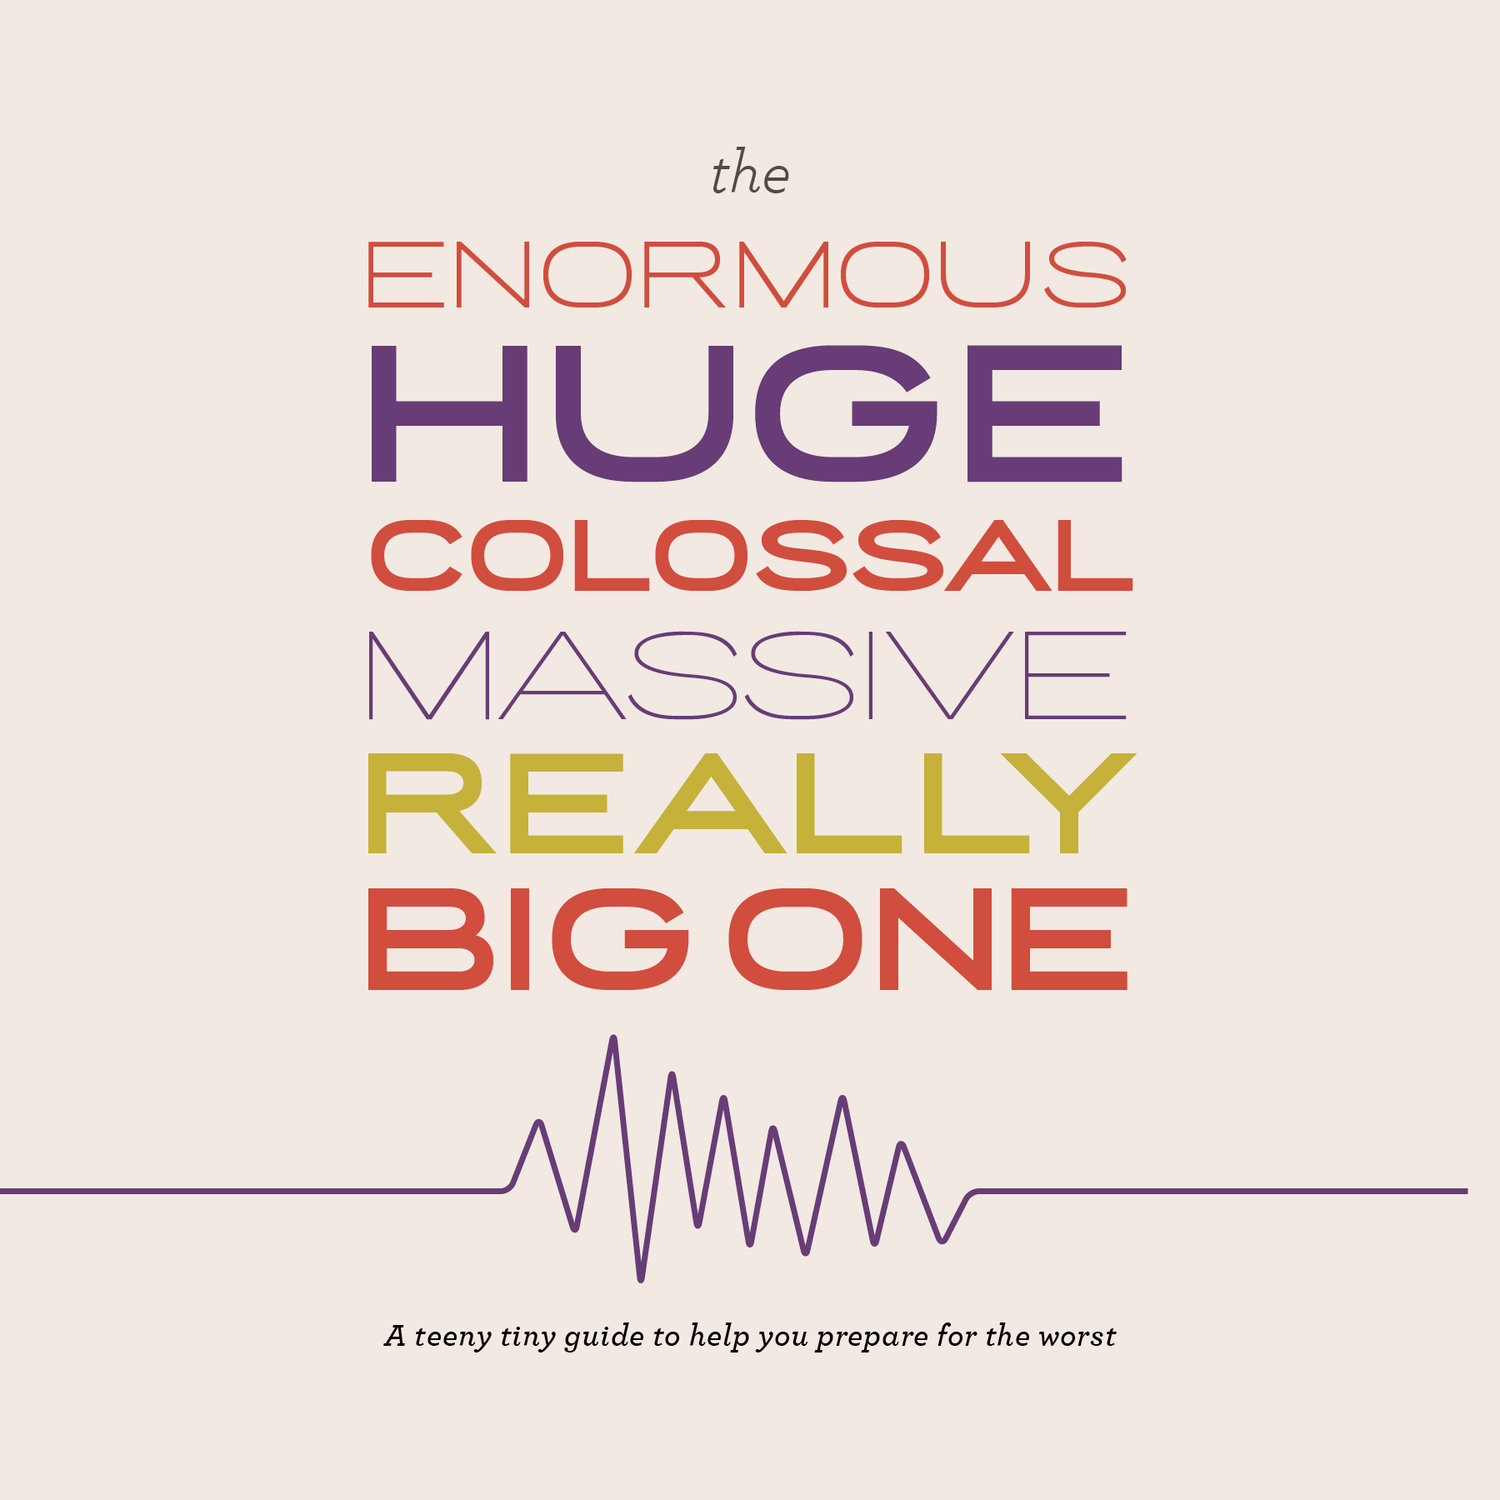 the
ENORMOUS
HUGE
COLOSSAL
MASSIVE
REALLY
BIG ONE
A teeny tiny guide to help you prepare for the worst